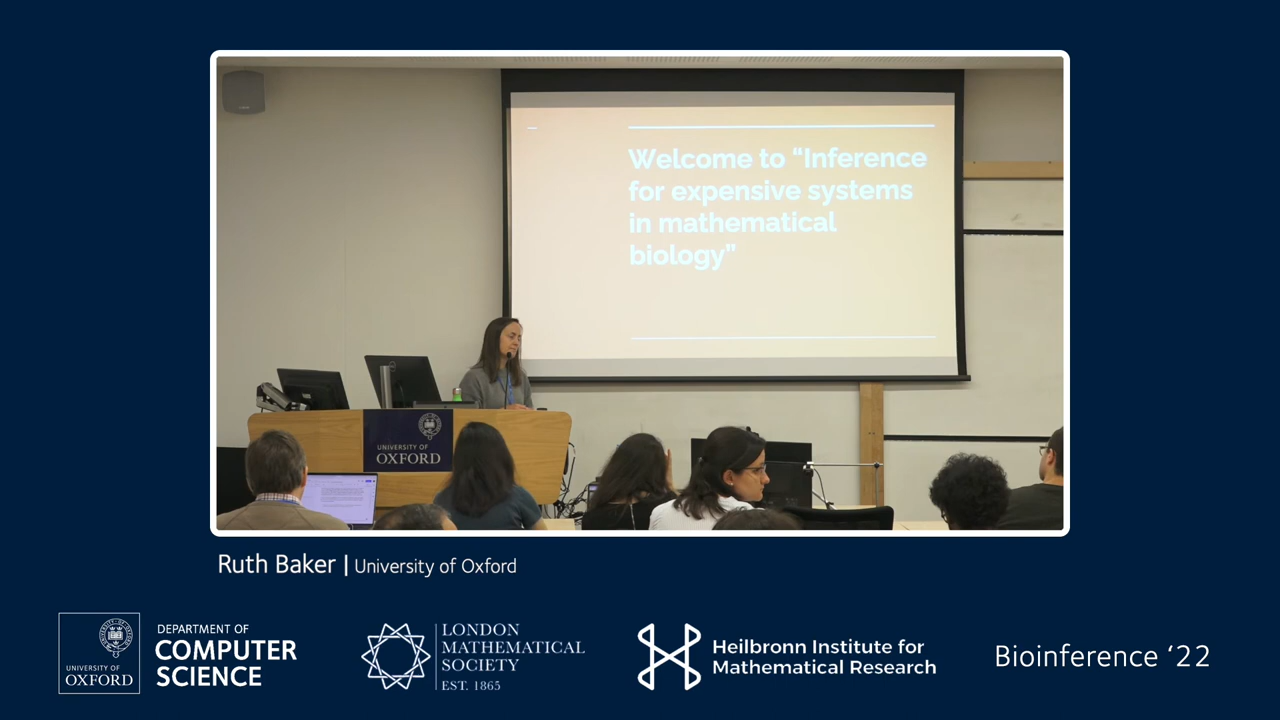 Welcome to “Inference
for expensive systems
in mathematical
biology”
UNIVERSITY OF
OXFORD
Ruth Baker | University of Oxford
UNIVERSITY OF
OXFORD
DEPARTMENT OF
COMPUTER
SCIENCE
LONDON
MATHEMATICAL
SOCIETY
EST. 1865
Heilbronn Institute for
Mathematical Research
Bioinference ‘22